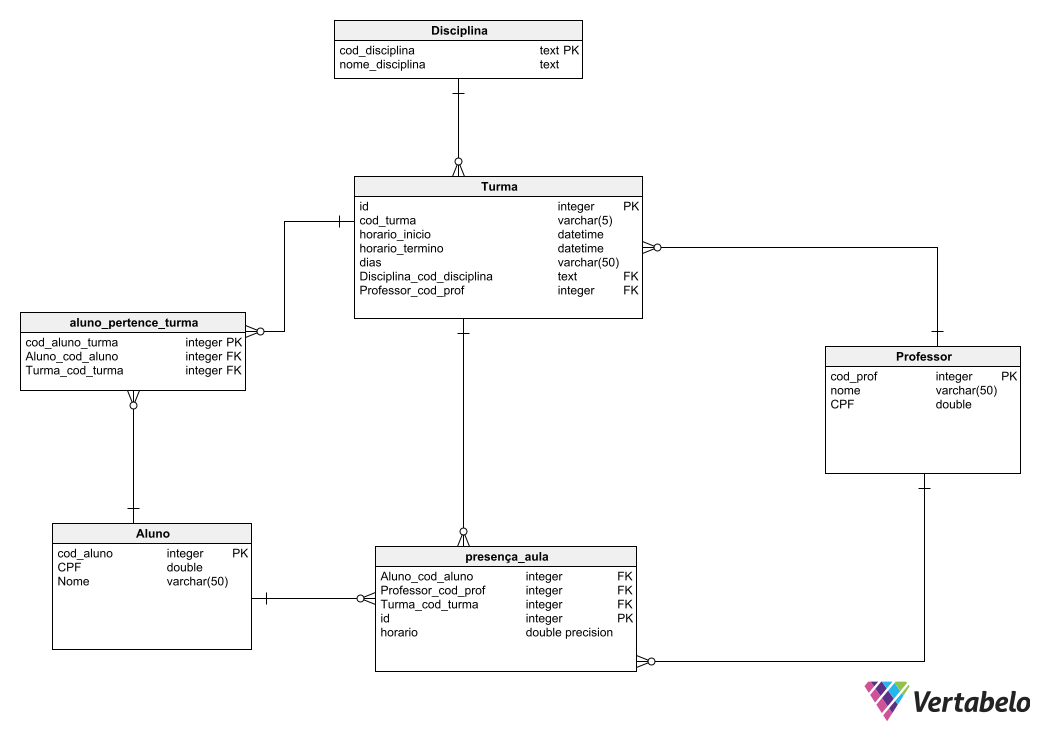 Disciplina
cod_disciplina text PK
nome_disciplina text
Turma
id integer PK
cod_turma varchar(5)
horario_inicio datetime
horario_termino datetime
dias varchar(50)
Disciplina_cod_disciplina text FK
Professor_cod_prof integer FK
aluno_pertence_turma
cod_aluno_turma integer PK
Aluno_cod_aluno integer FK
Turma_cod_turma integer FK
Professor
cod_prof integer PK
nome varchar(50)
CPF double
Aluno
cod_aluno integer PK
CPF double
Nome varchar(50)
presença_aula
Aluno_cod_aluno integer FK
Professor_cod_prof integer FK
Turma_cod_turma integer FK
id integer PK
horario double precision
Vertabelo